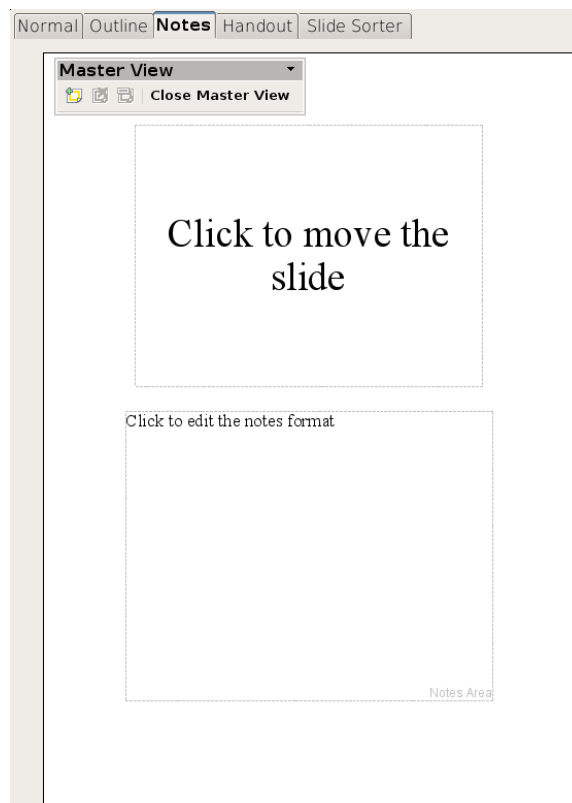 Normal Outline Notes Handout Slide Sorter
Master View
Close Master View
Click to move the
slide
Click to edit the notes format
Notes Area